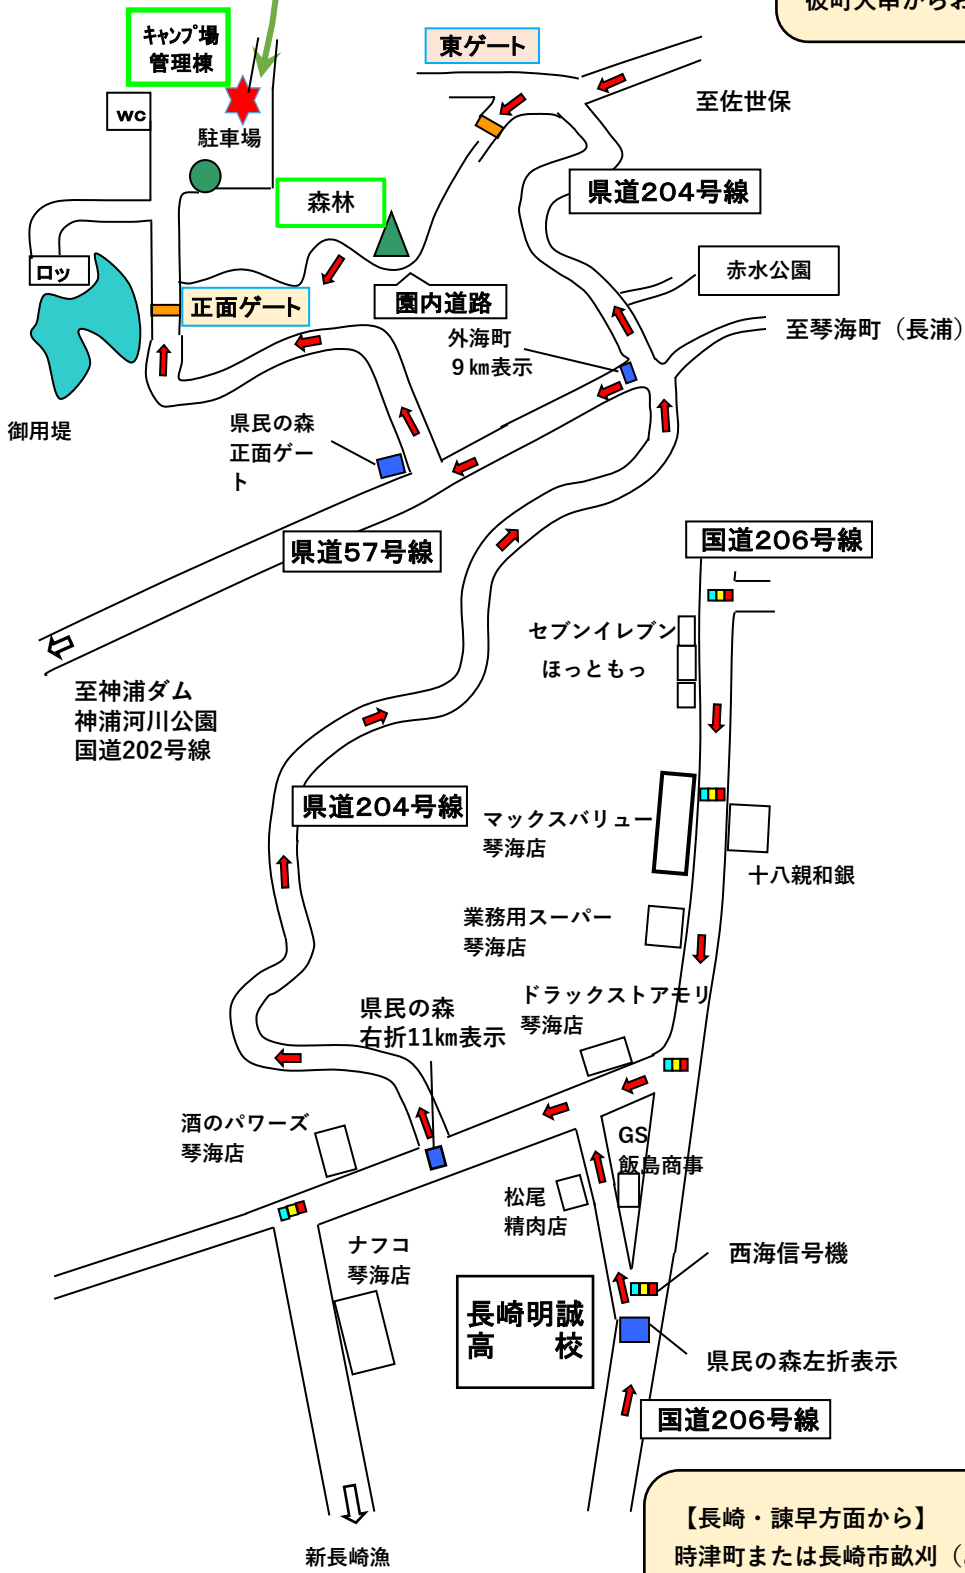 キャンプ場
管理棟
東ゲート
至佐世保
WC
駐車場
森林
県道204号線
ロッ
正面ゲート
園内道路
赤水公園
外海町
９㎞表示
至琴海町（長浦）
御用堤
県民の森
正面ゲー
ト
県道57号線
国道206号線
セブンイレブン
ほっともっ
至神浦ダム
神浦河川公園
国道202号線
県道204号線
マックスバリュー
琴海店
十八親和銀
業務用スーパー
琴海店
ドラックストアモリ
琴海店
県民の森
右折11㎞表示
酒のパワーズ
琴海店
GS
飯島商事
松尾
精肉店
ナフコ
琴海店
西海信号機
長崎明誠
高　　校
県民の森左折表示
国道206号線
【長崎・諫早方面から】
時津町または長崎市畝刈（
新長崎漁